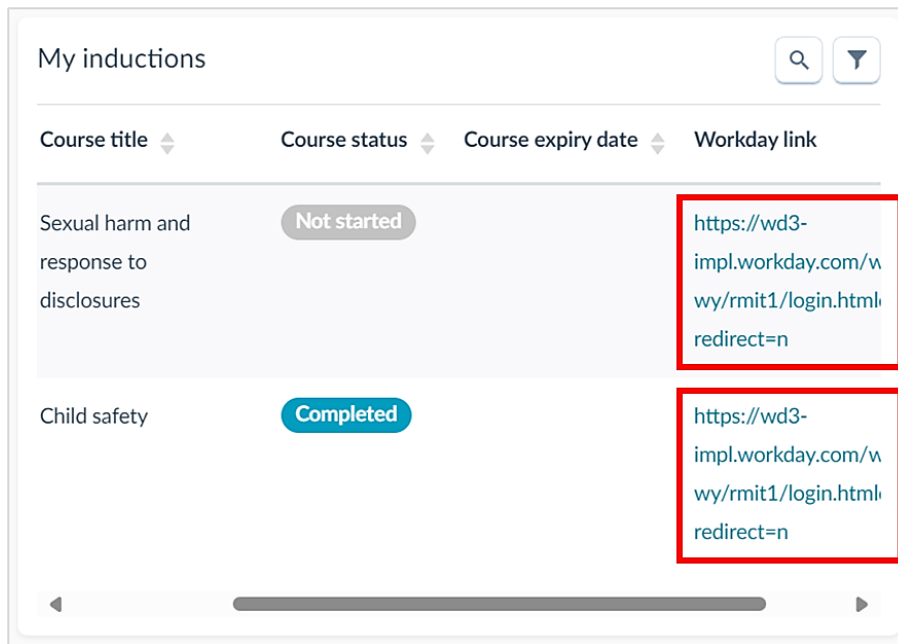 My inductions
Course title Course status Course expiry date Workday link
Sexual harm and
response to
disclosures
Not started
https://wd3-
impl.workday.com/w
wy/rmit1/login.html
redirect=n
Child safety
Completed
https://wd3-
impl.workday.com/w
wy/rmit1/login.html
redirect=n